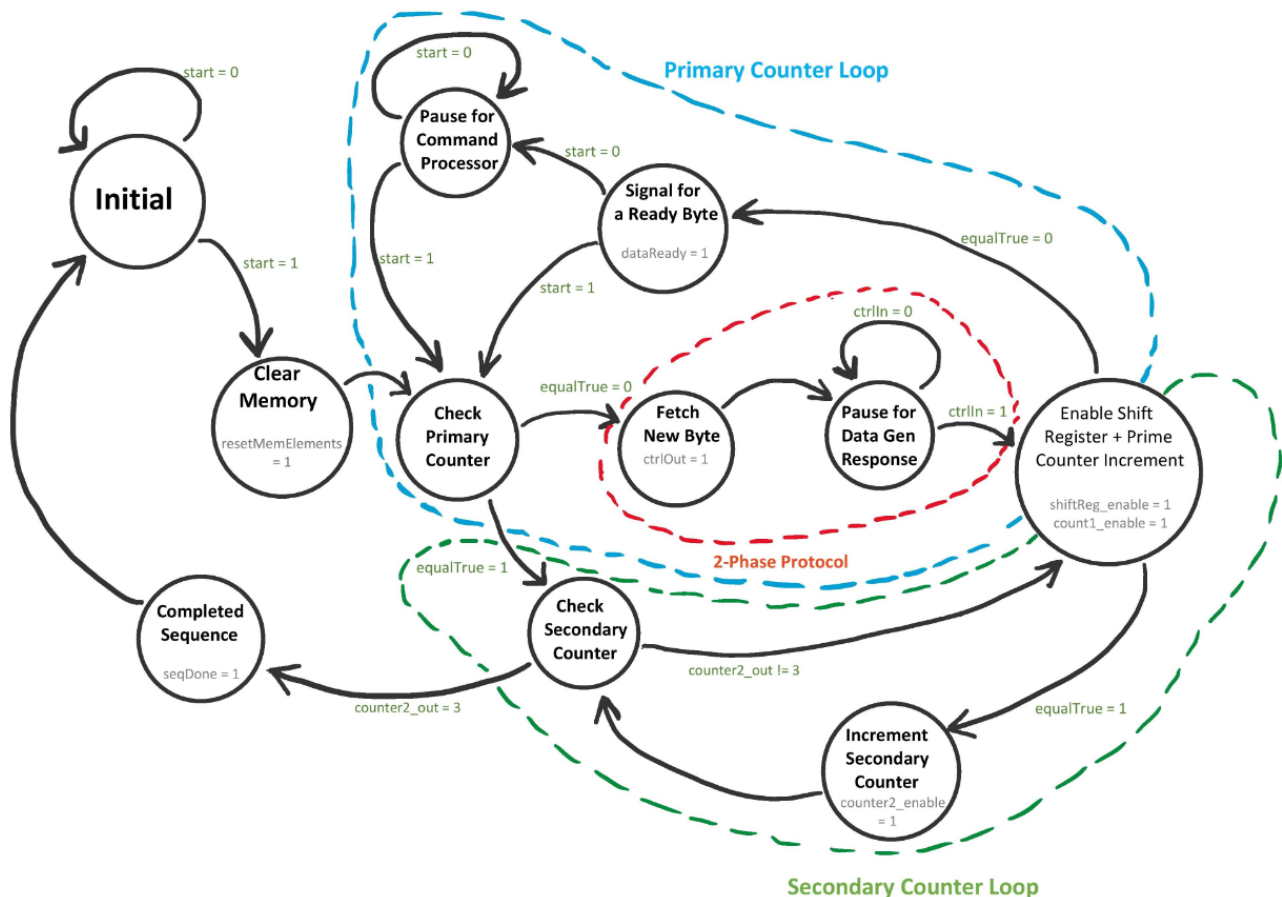 start = 0
Primary Counter Loop
start = 0
Pause for
Command
Processor
start = 0
Initial
Signal for
a Ready Byte
dataReady = 1
equalTrue = 0
start = 1
start = 1
start = 1
ctrlIn = 0
Clear
Memory
resetMemElements
= 1
equalTrue = 0
Check
Primary
Counter
Fetch
New Byte
ctrlOut = 1
Pause for
Data Gen
Response
ctrlIn = 1
Enable Shift
Register + Prime
Counter Increment
shiftReg_enable = 1
count1_enable = 1
2-Phase Protocol
equalTrue = 1
Completed
Sequence
seqDone = 1
Check
Secondary
Counter
counter2_out != 3
counter2_out = 3
equalTrue = 1
Increment
Secondary
Counter
counter2_enable
= 1
Secondary Counter Loop